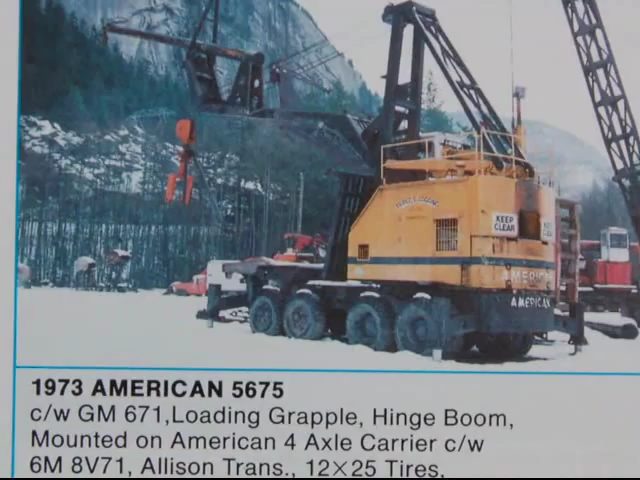 KEEP
CLEAR
AMERICAN
AMERICAN
1973 AMERICAN 5675
c/w GM 671,Loading Grapple, Hinge Boom,
Mounted on American 4 Axle Carrier c/w
6M 8V71, Allison Trans., 12×25 Tires,